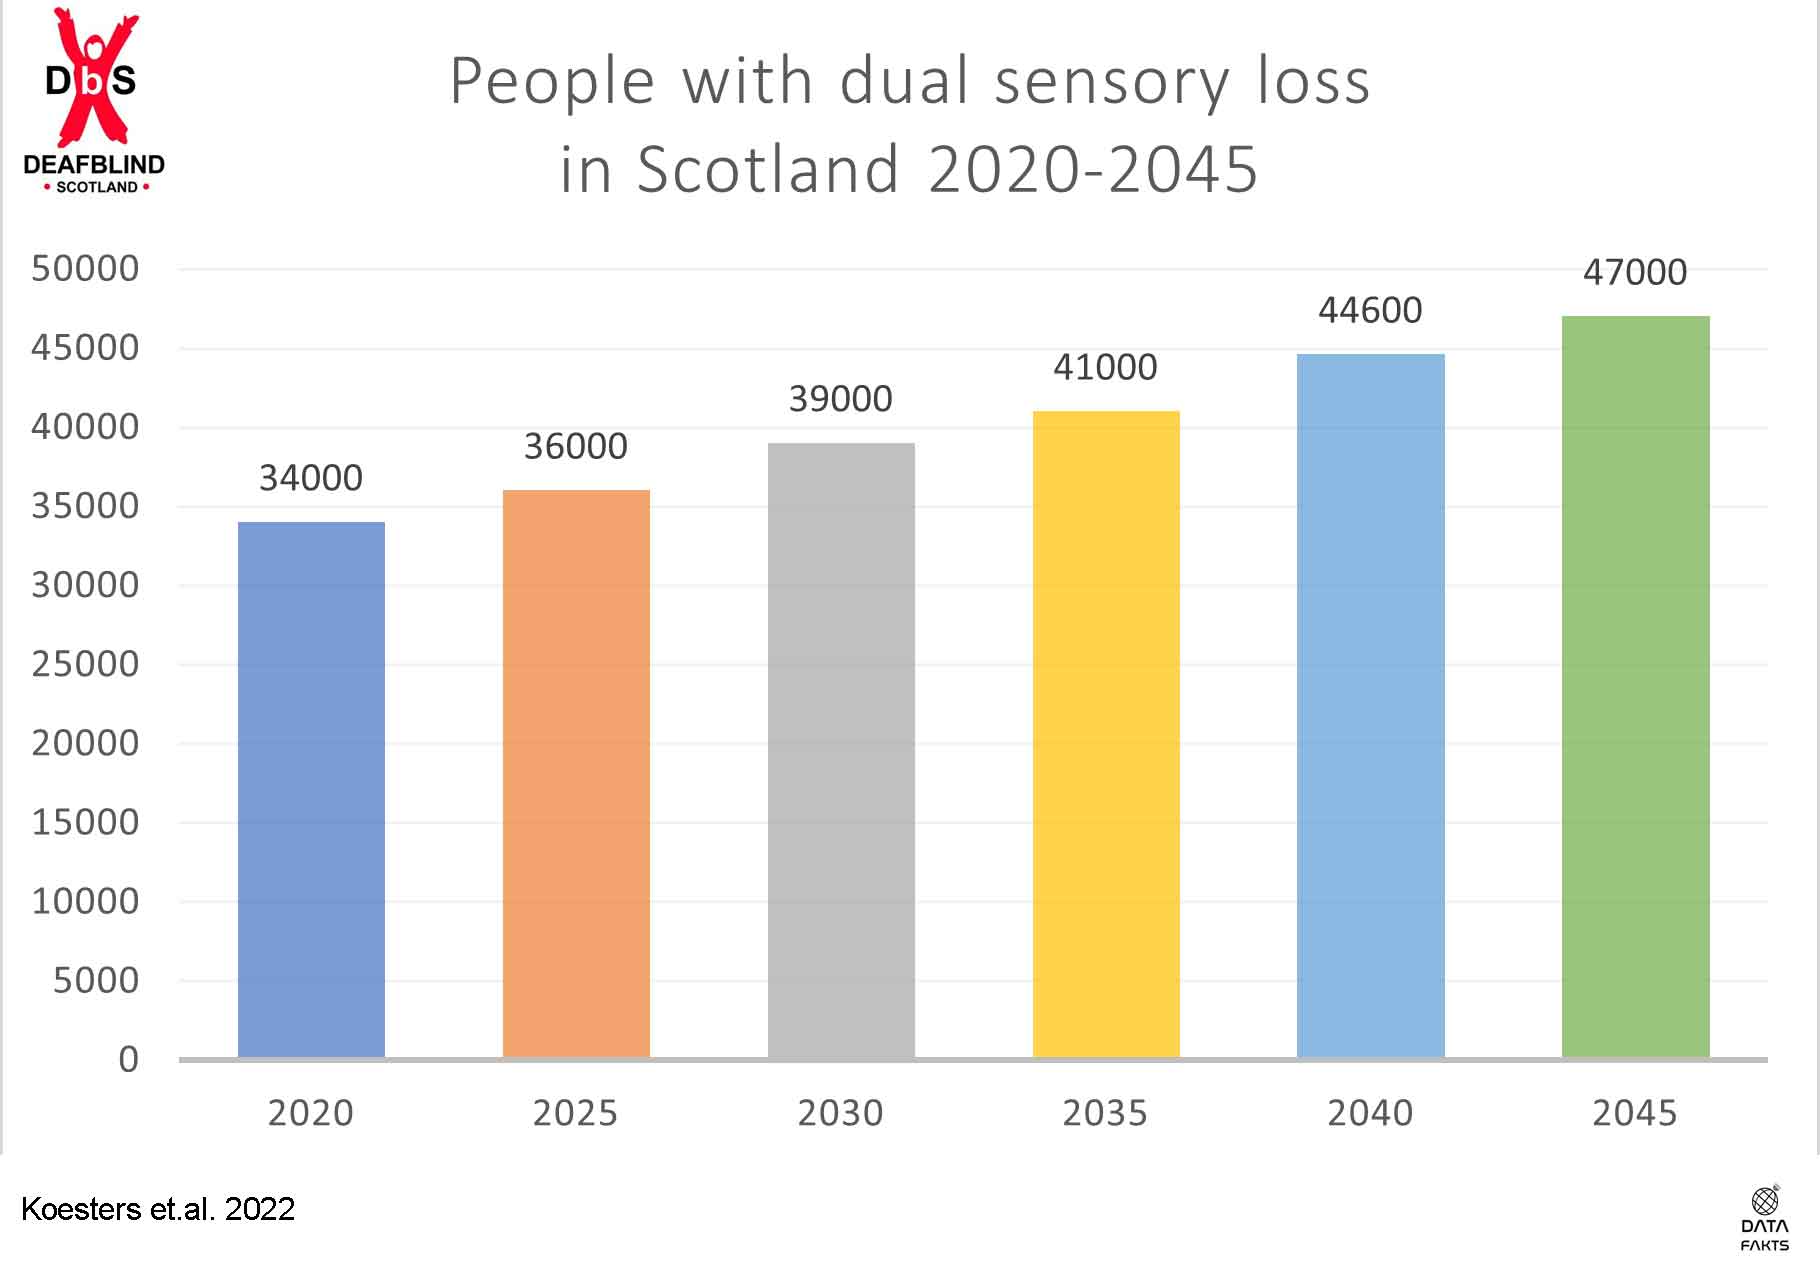 DbS
DEAFBLIND
• SCOTLAND •
People with dual sensory loss
in Scotland 2020-2045
50000
45000
40000
35000
30000
25000
20000
15000
10000
5000
0
34000
36000
39000
41000
44600
47000
2020
2025
2030
2035
2040
2045
Koesters et.al. 2022
DATA
FAKTS